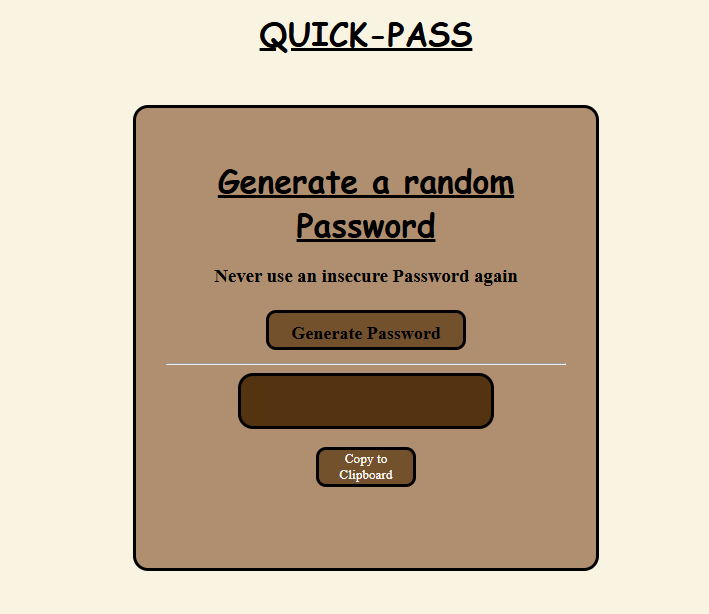 QUICK-PASS
Generate a random
Password
Never use an insecure Password again
Generate Password
Copy to
Clipboard